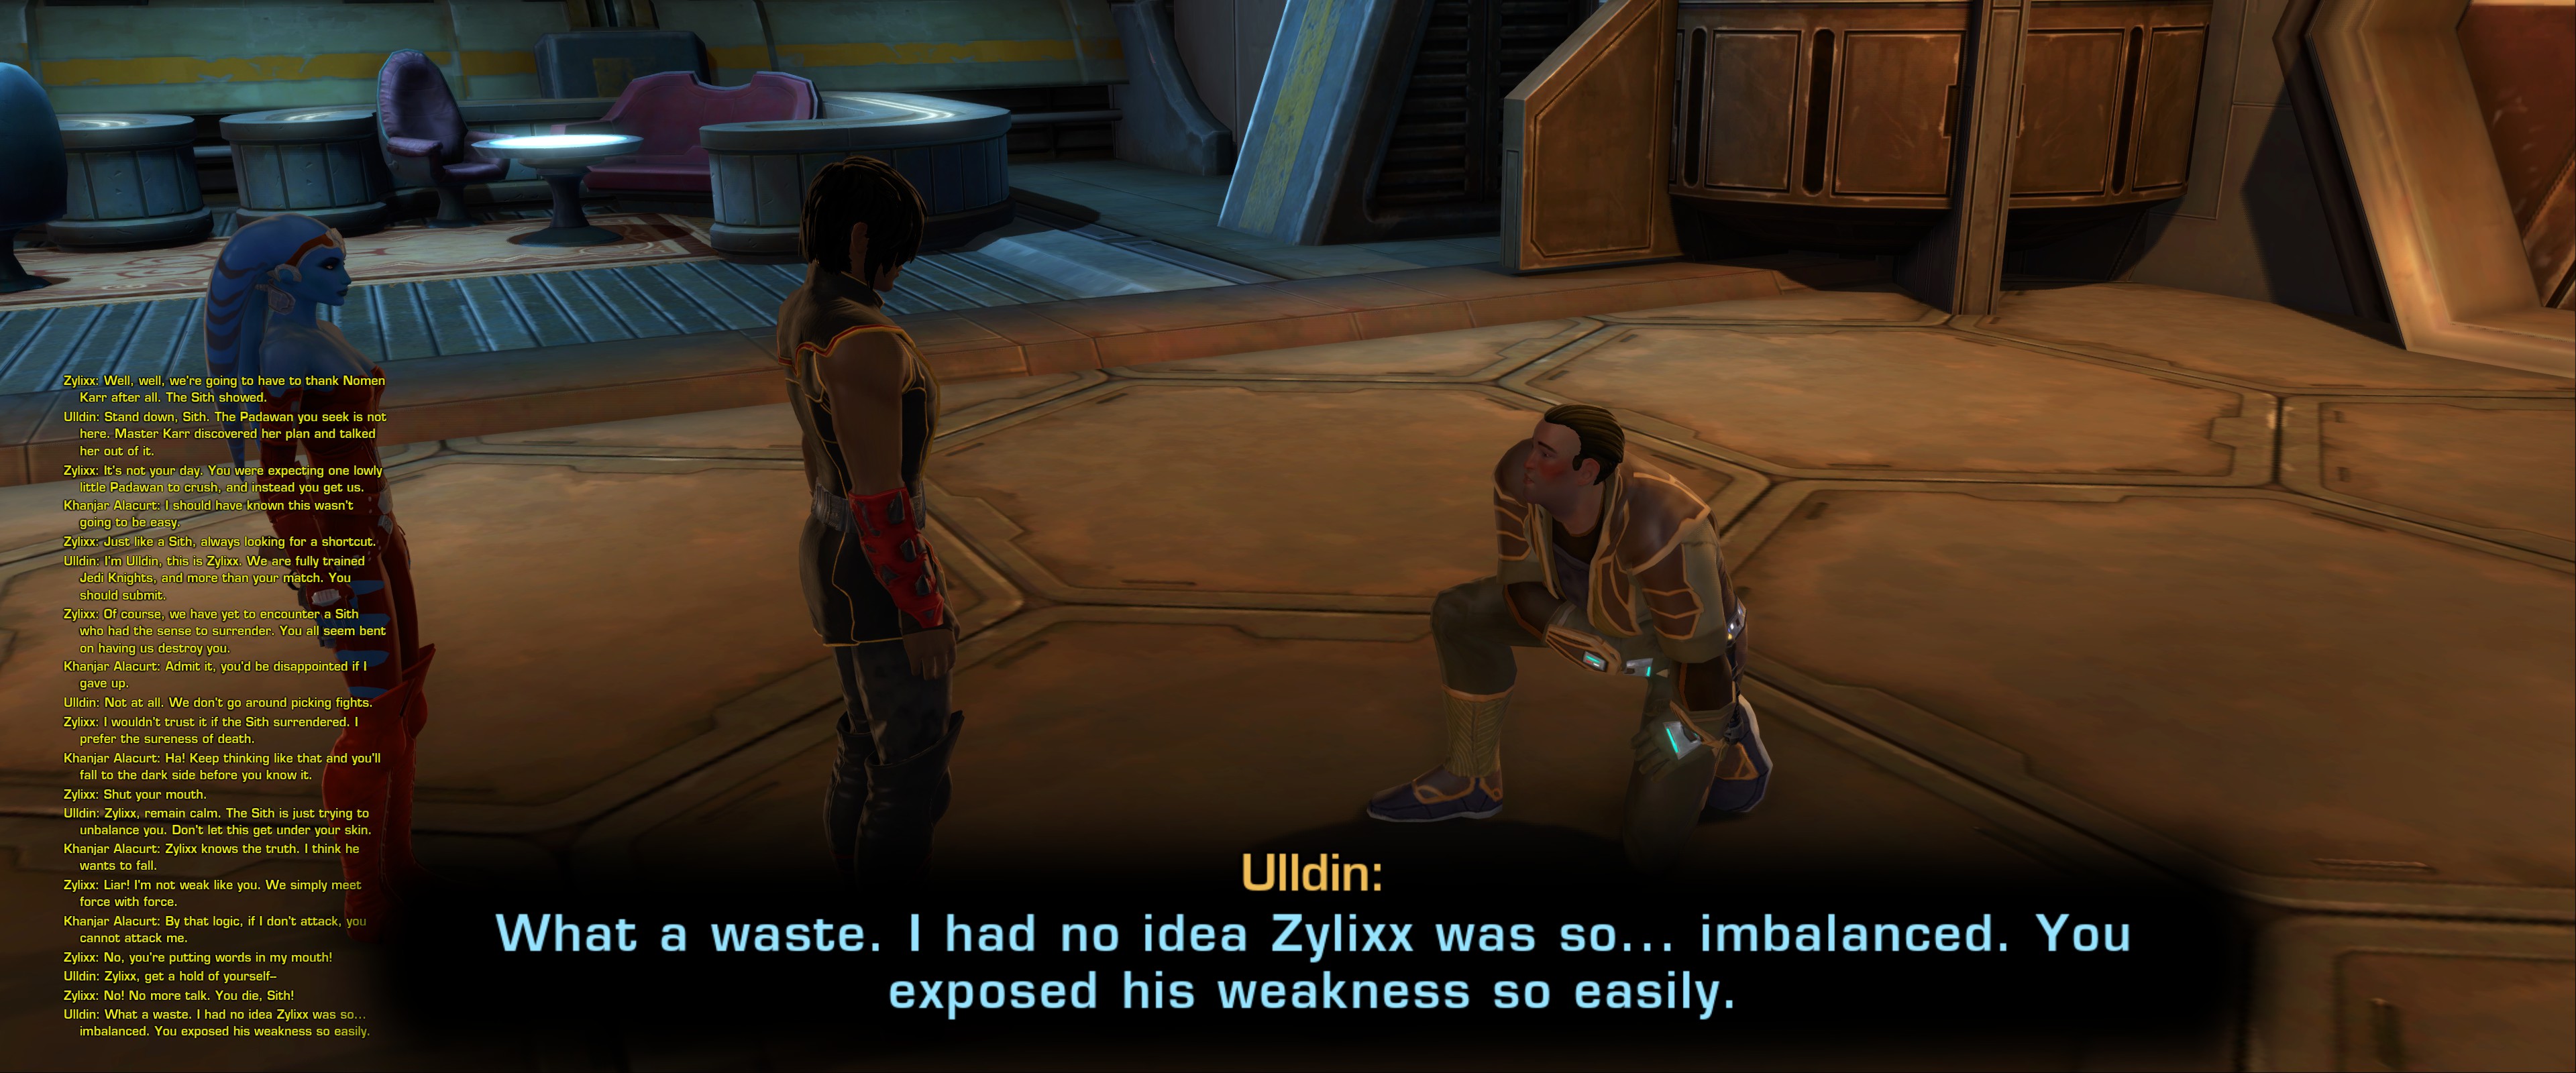 Zylixx: Well, well, we're going to have to thank Nomen
Karr after all. The Sith showed.
Ulldin: Stand down, Sith. The Padawan you seek is not
here. Master Karr discovered her plan and talked
her out of it.
Zylixx: It's not your day. You were expecting one lowly
little Padawan to crush, and instead you get us.
Khanjar Alacurt: I should have known this wasn't
going to be easy.
Zylixx: Just like a Sith, always looking for a shortcut.
Ulldin: I'm Ulldin, this is Zylixx. We are fully trained
Jedi Knights, and more than your match. You
should submit.
Zylixx: Of course, we have yet to encounter a Sith
who had the sense to surrender. You all seem bent
on having us destroy you.
Khanjar Alacurt: Admit it, you'd be disappointed if I
gave up.
Ulldin: Not at all. We don't go around picking fights.
Zylixx: I wouldn't trust it if the Sith surrendered. I
prefer the sureness of death.
Khanjar Alacurt: Ha! Keep thinking like that and you'll
fall to the dark side before you know it.
Zylixx: Shut your mouth.
Ulldin: Zylixx, remain calm. The Sith is just trying to
unbalance you. Don't let this get under your skin.
Khanjar Alacurt: Zylixx knows the truth. I think he
wants to fall.
Zylixx: Liar! I'm not weak like you. We simply meet
force with force.
Khanjar Alacurt: By that logic, if I don't attack, you
cannot attack me.
Zylixx: No, you're putting words in my mouth!
Ulldin: Zylixx, get a hold of yourself–
Zylixx: No! No more talk. You die, Sith!
Ulldin: What a waste. I had no idea Zylixx was so...
imbalanced. You exposed his weakness so easily.
Ulldin:
What a waste. I had no idea Zylixx was so... imbalanced. You
exposed his weakness so easily.